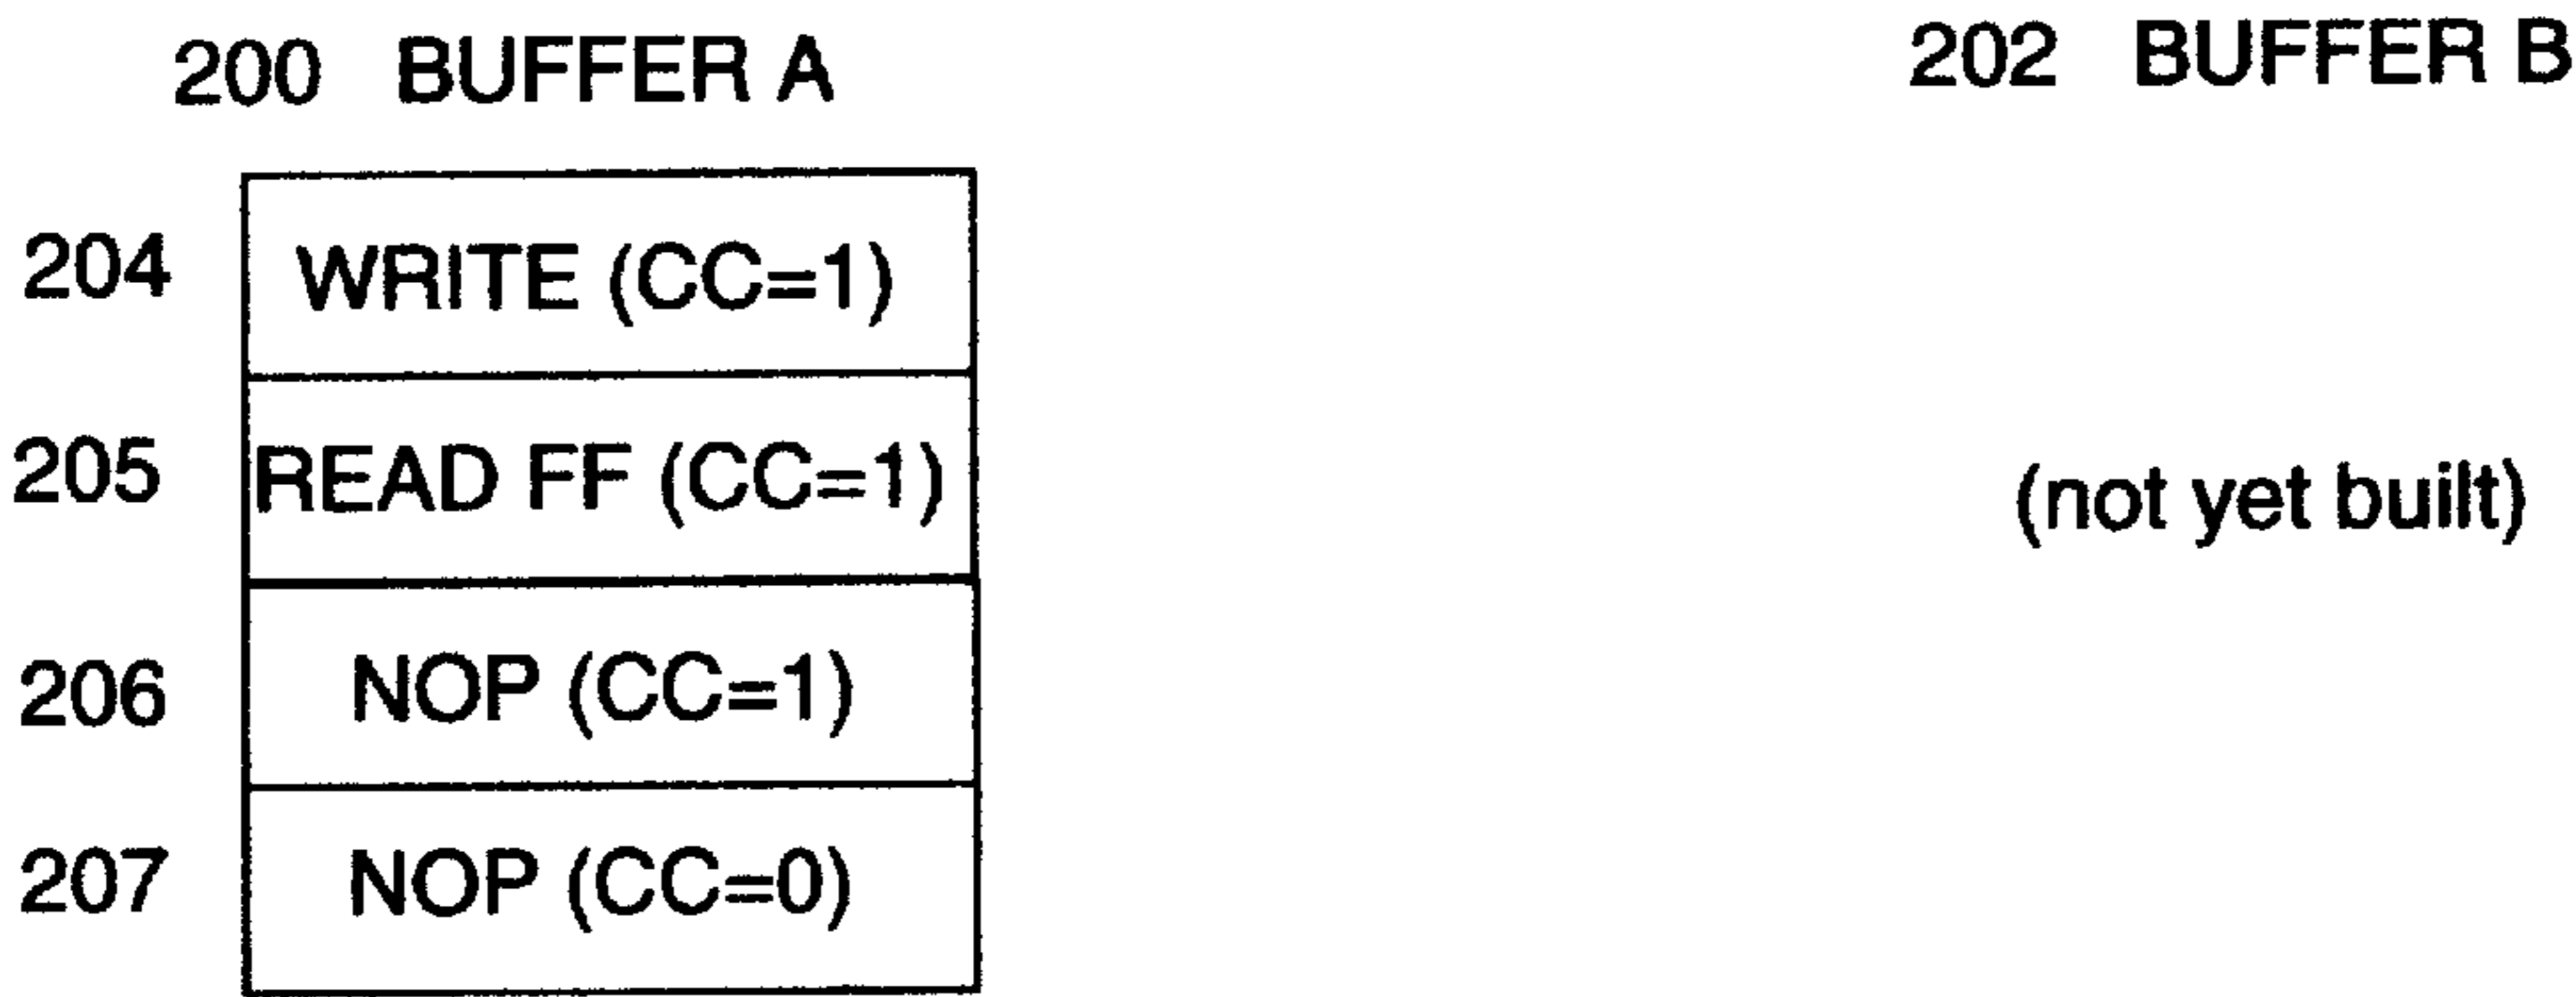 200 BUFFER A
202 BUFFER B
204 WRITE (CC=1)
205 READ FF (CC=1)
(not yet built)
206 NOP (CC=1)
207 NOP (CC=0)